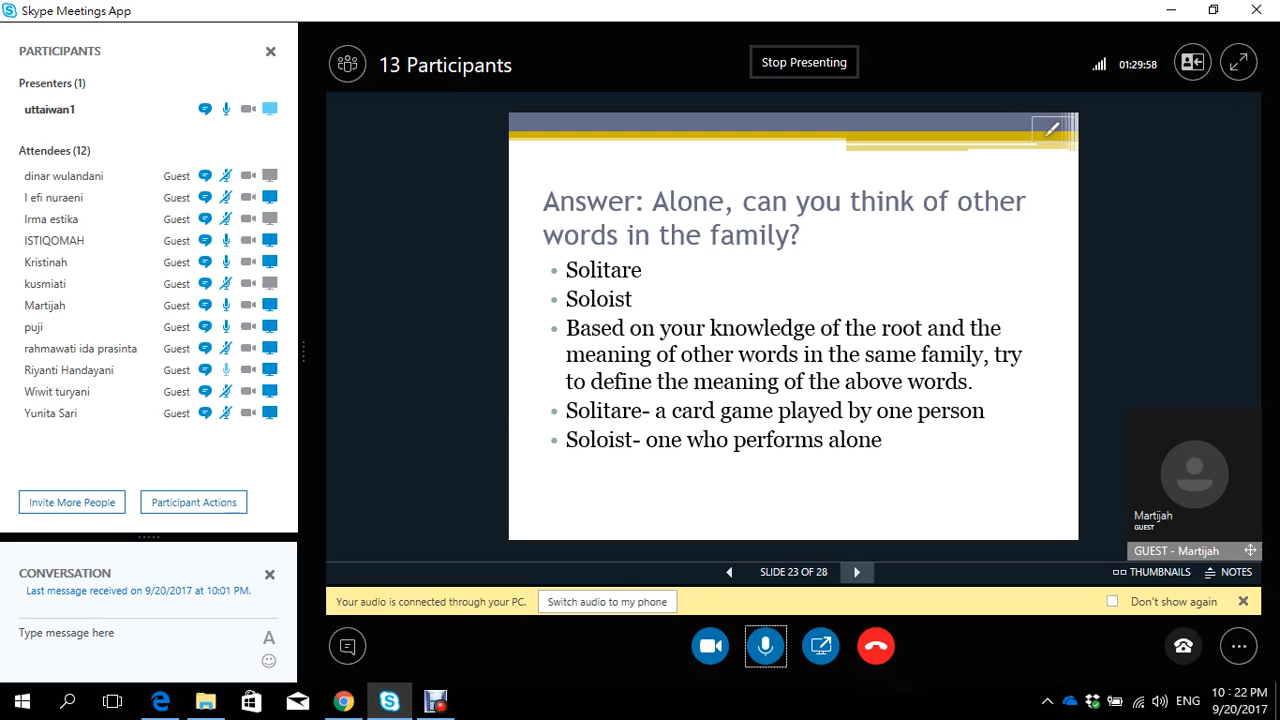 Skype Meetings App
PARTICIPANTS
Presenters (1)
uttaiwan1
Attendees (12)
dinar wulandani Guest
I efi nuraeni Guest
Irma estika Guest
ISTIQOMAH Guest
Kristinah Guest
kusmiati Guest
Martijah Guest
puji Guest
rahmawati ida prasinta Guest
Riyanti Handayani Guest
Wiwit turyani Guest
Yunita Sari Guest
Invite More People
Participant Actions
CONVERSATION
Last message received on 9/20/2017 at 10:01 PM.
Type message here
A
13 Participants
Stop Presenting
01:29:58
Answer: Alone, can you think of other
words in the family?
• Solitare
• Soloist
• Based on your knowledge of the root and the
meaning of other words in the same family, try
to define the meaning of the above words.
• Solitare- a card game played by one person
• Soloist- one who performs alone
Martijah
GUEST
GUEST - Martijah
SLIDE 23 OF 28
THUMBNAILS
NOTES
Your audio is connected through your PC.
Switch audio to my phone
Don't show again
ENG
10 : 22 PM
9/20/2017